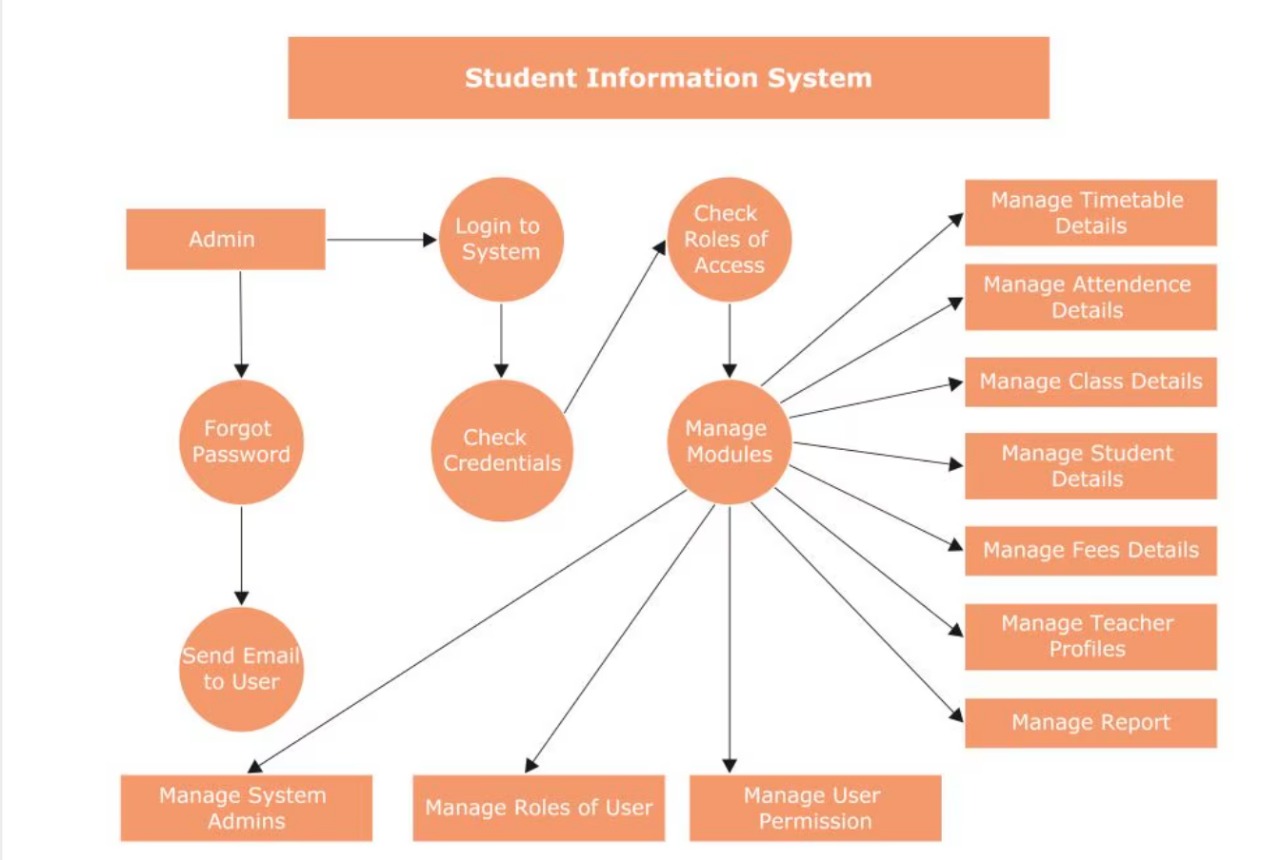 Student Information System
Admin
Login to
System
Check
Roles of
Access
Manage Timetable
Details
Manage Attendence
Details
Manage Class Details
Forgot
Password
Check
Credentials
Manage
Modules
Manage Student
Details
Manage Fees Details
Manage Teacher
Profiles
Send Email
to User
Manage Report
Manage System
Admins
Manage Roles of User
Manage User
Permission